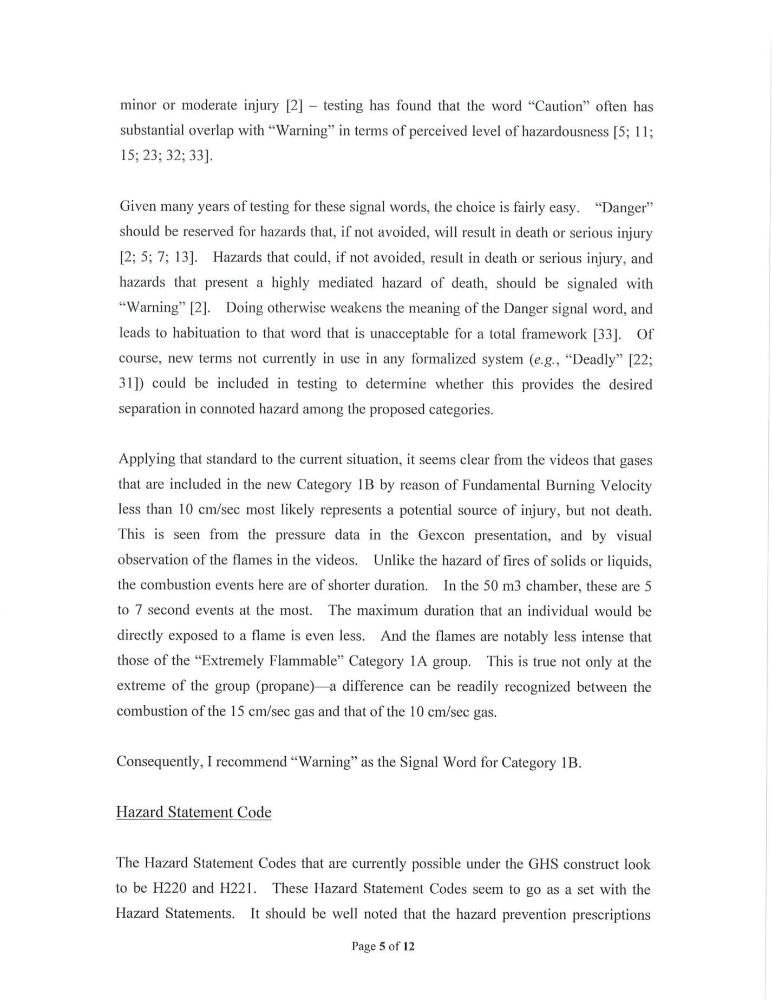 minor or moderate injury [2] – testing has found that the word “Caution” often has
substantial overlap with “Warning” in terms of perceived level of hazardousness [5; 11;
15; 23; 32; 33].
Given many years of testing for these signal words, the choice is fairly easy. “Danger”
should be reserved for hazards that, if not avoided, will result in death or serious injury
[2; 5; 7; 13]. Hazards that could, if not avoided, result in death or serious injury, and
hazards that present a highly mediated hazard of death, should be signaled with
“Warning” [2]. Doing otherwise weakens the meaning of the Danger signal word, and
leads to habituation to that word that is unacceptable for a total framework [33]. Of
course, new terms not currently in use in any formalized system (e.g., “Deadly” [22;
31]) could be included in testing to determine whether this provides the desired
separation in connoted hazard among the proposed categories.
Applying that standard to the current situation, it seems clear from the videos that gases
that are included in the new Category 1B by reason of Fundamental Burning Velocity
less than 10 cm/sec most likely represents a potential source of injury, but not death.
This is seen from the pressure data in the Gexcon presentation, and by visual
observation of the flames in the videos. Unlike the hazard of fires of solids or liquids,
the combustion events here are of shorter duration. In the 50 m3 chamber, these are 5
to 7 second events at the most. The maximum duration that an individual would be
directly exposed to a flame is even less. And the flames are notably less intense that
those of the “Extremely Flammable” Category 1A group. This is true not only at the
extreme of the group (propane)—a difference can be readily recognized between the
combustion of the 15 cm/sec gas and that of the 10 cm/sec gas.
Consequently, I recommend “Warning” as the Signal Word for Category 1B.
Hazard Statement Code
The Hazard Statement Codes that are currently possible under the GHS construct look
to be H220 and H221. These Hazard Statement Codes seem to go as a set with the
Hazard Statements. It should be well noted that the hazard prevention prescriptions
Page 5 of 12